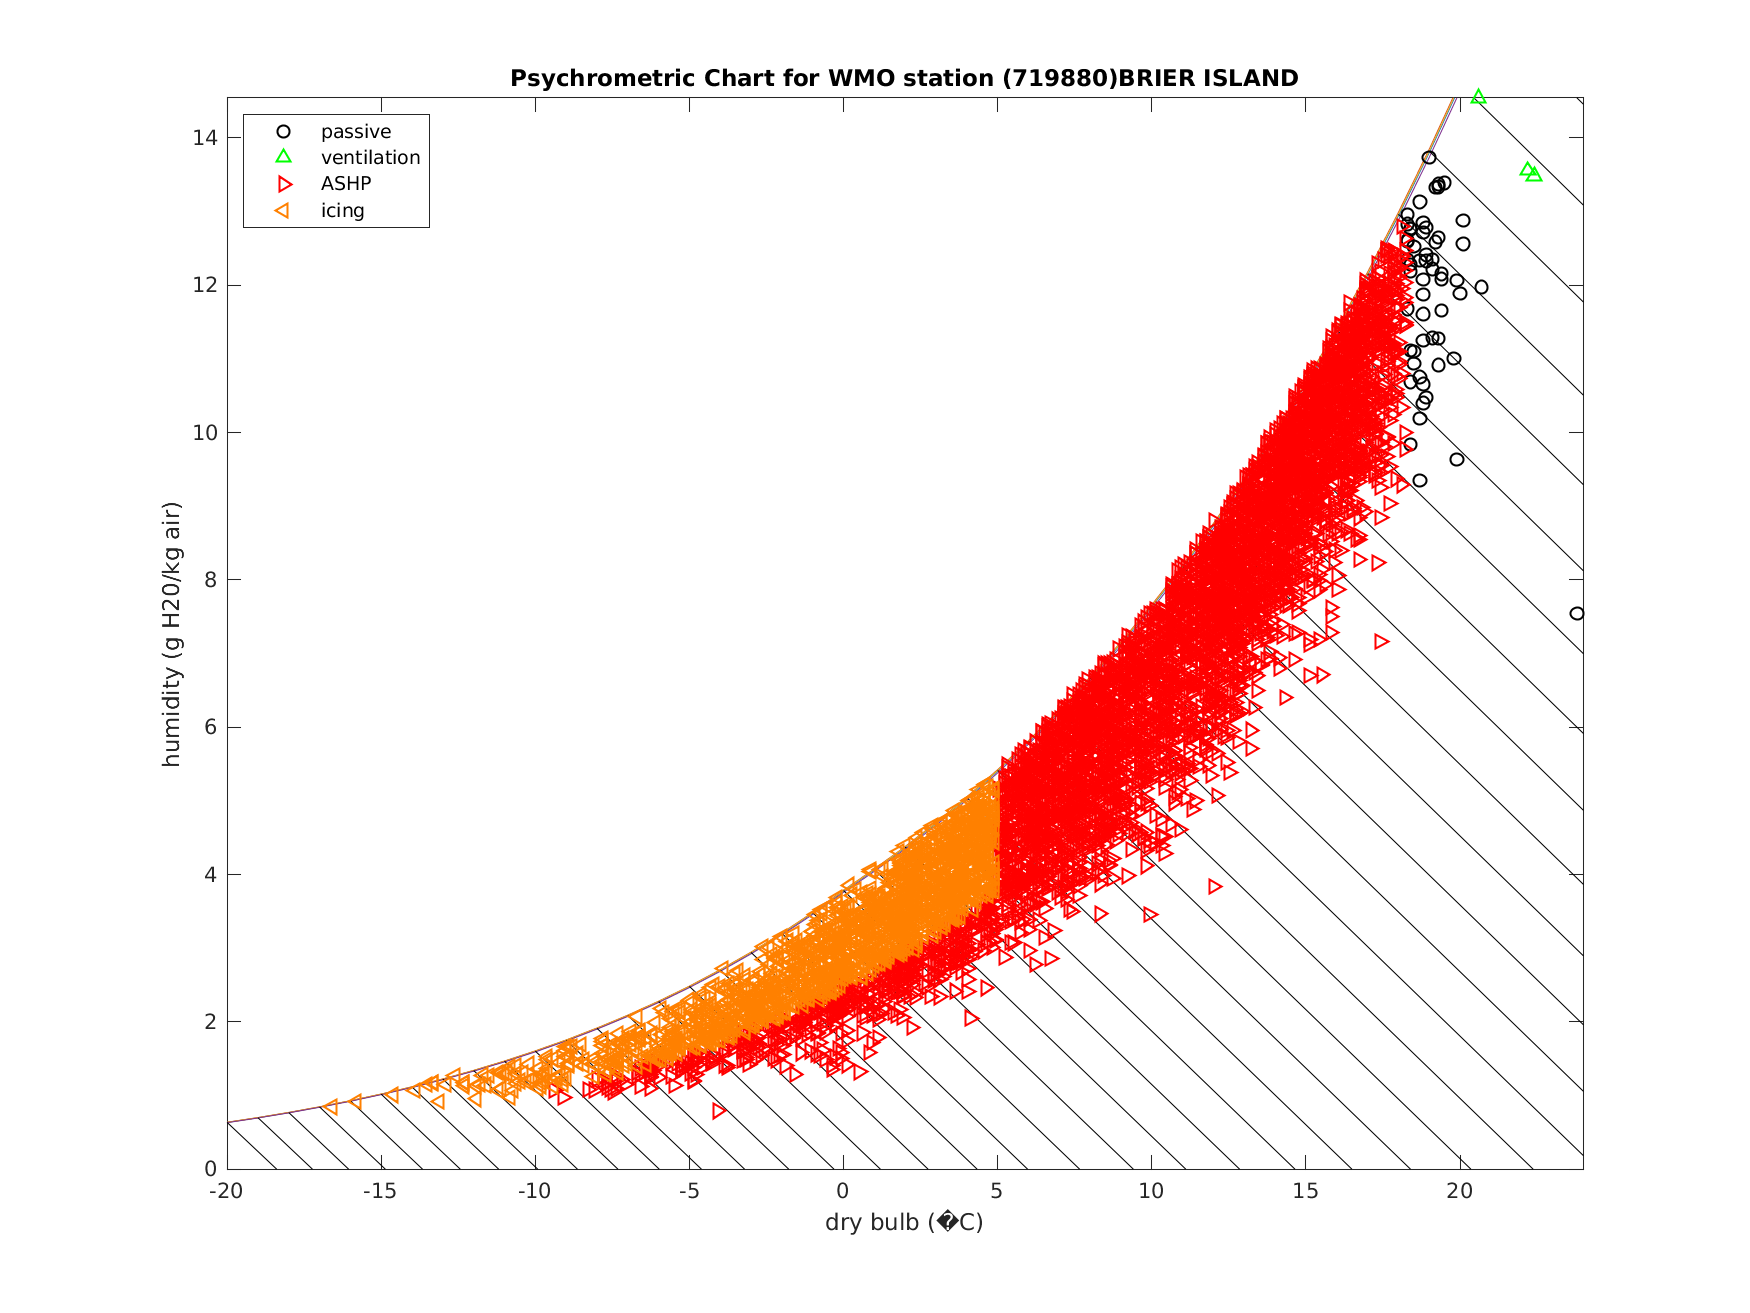 Psychrometric Chart for WMO station (719880)BRIER ISLAND
passive
ventilation
ASHP
icing
14
12
10
8
6
4
2
0
humidity (g H20/kg air)
-20 -15 -10 -5 0 5 10 15 20
dry bulb (�C)